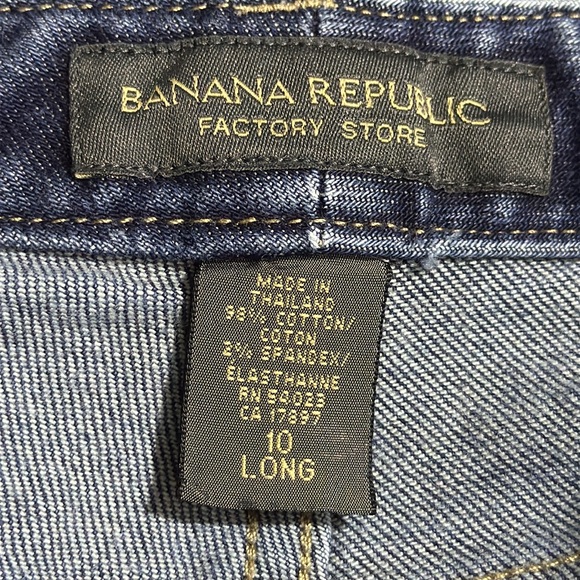 BANANA REPUBLIC
FACTORY STORE
MADE IN
THAILAND
98% COTTON/
COTON
2% SPANDEX/
ELASTHANNE
RN 54023
CA 17897
10
LONG